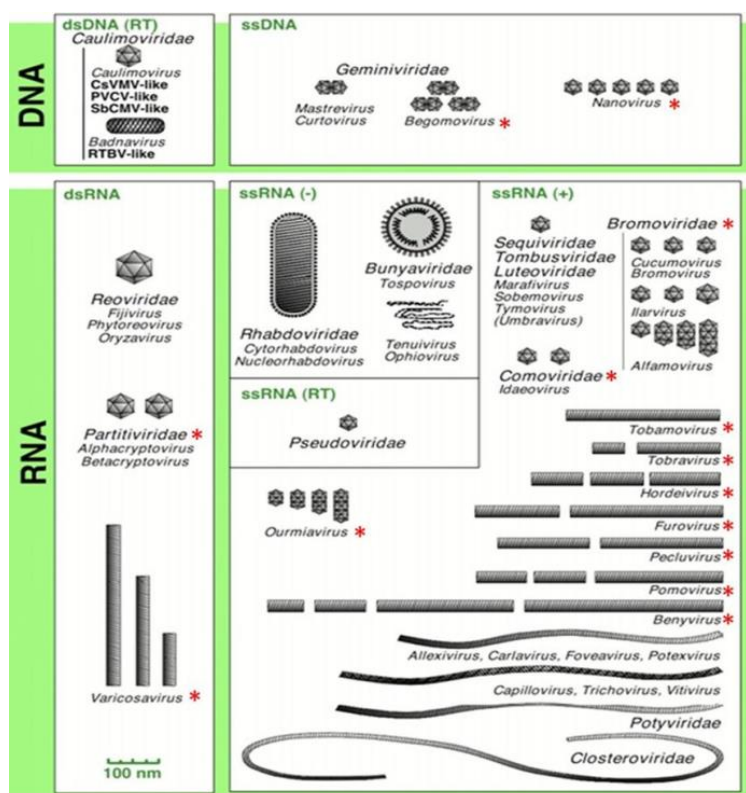 DNA
dsDNA (RT)
Caulimoviridae
Caulimovirus
CsVMV-like
PVCV-like
SbCMV-like
Badnavirus
RTBV-like
ssDNA
Geminiviridae
Mastrevirus
Curtovirus
Begomovirus *
Nanovirus *
RNA
dsRNA
Reoviridae
Fijivirus
Phytoreovirus
Oryzavirus
Partitiviridae *
Alphacryptovirus
Betacryptovirus
Varicosavirus *
100 nm
ssRNA (-)
Rhabdoviridae
Cytorhabdovirus
Nucleorhabdovirus
Bunyaviridae
Tospovirus
Tenuivirus
Ophiovirus
ssRNA (RT)
Pseudoviridae
ssRNA (+)
Sequiviridae
Tombusviridae
Luteoviridae
Marafivirus
Sobemovirus
Tymovirus
(Umbravirus)
Bromoviridae *
Cucumovirus
Bromovirus
Ilarvirus
Alfamovirus
Comoviridae *
Idaeovirus
Tobamovirus *
Tobravirus *
Hordeivirus *
Ourmiavirus *
Furovirus *
Pecluvirus *
Pomovirus *
Benyvirus *
Allexivirus, Carlavirus, Foveavirus, Potexvirus
Capillovirus, Trichovirus, Vitivirus
Potyviridae
Closteroviridae